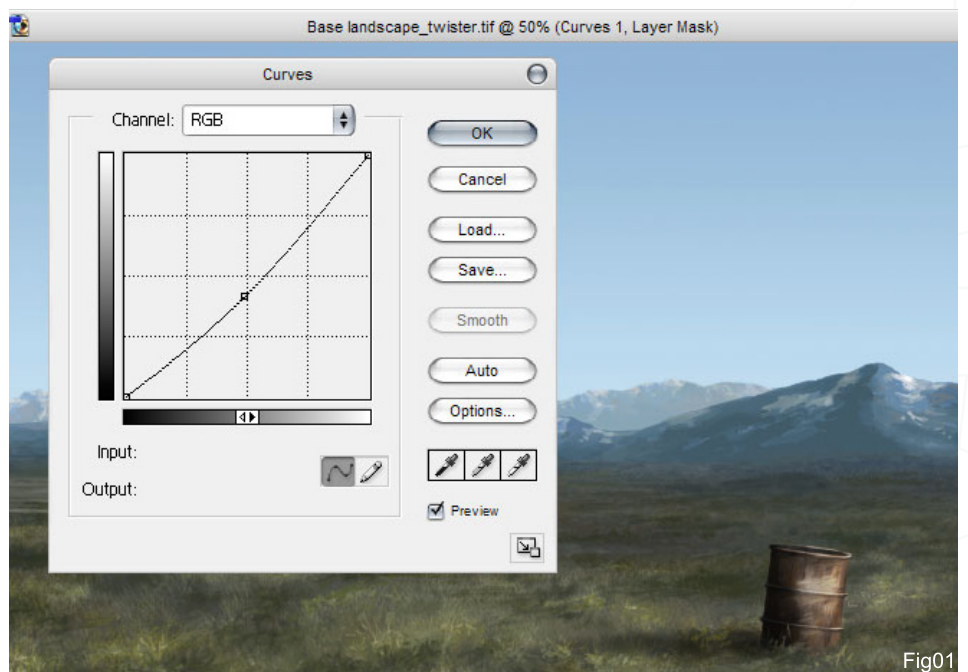 Base landscape_twister.tif @ 50% (Curves 1, Layer Mask)
Curves
Channel: RGB
OK
Cancel
Load...
Save...
Smooth
Auto
Options...
Input:
Output:
Preview
Fig01